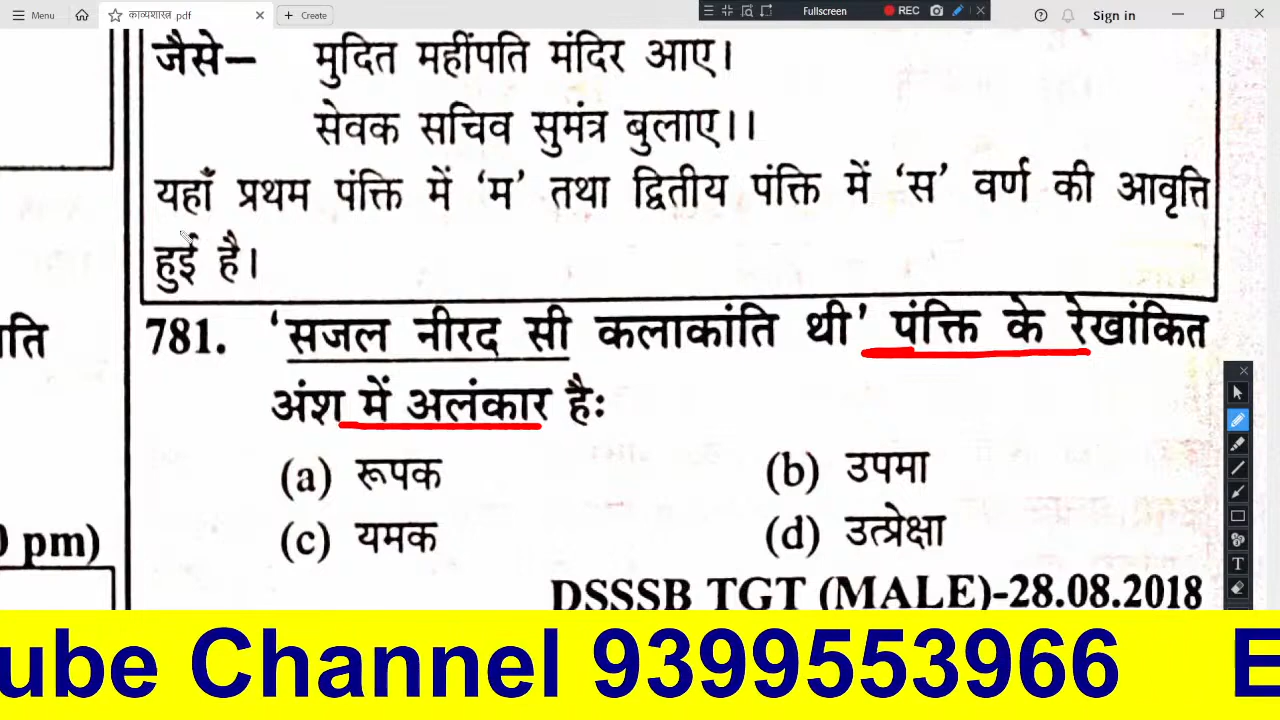 Menu
काव्यशास्त्र .pdf
Create
Fullscreen
REC
Sign in
जैसे– मुदित महींपति मंदिर आए।
सेवक सचिव सुमंत्र बुलाए।।
यहाँ प्रथम पंक्ति में 'म' तथा द्वितीय पंक्ति में 'स' वर्ण की आवृत्ति
हुई है।
781. 'सजल नीरद सी कलाकांति थी' पंक्ति के रेखांकित
अंश में अलंकार है:
(a) रूपक (b) उपमा
(c) यमक (d) उत्प्रेक्षा
pm)
DSSSB TGT (MALE)-28.08.2018
ube Channel 9399553966 E